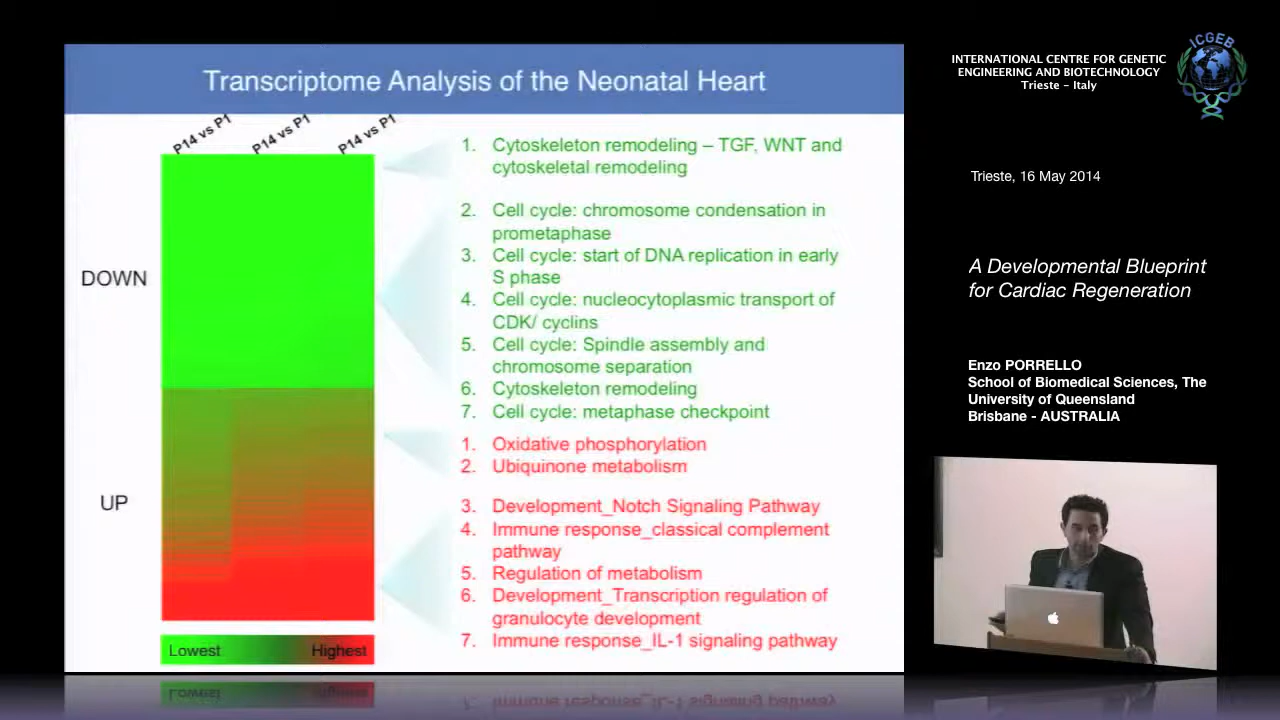 Transcriptome Analysis of the Neonatal Heart
P14 vs P1
P14 vs P1
P14 vs P1
DOWN
UP
Lowest
Highest
1. Cytoskeleton remodeling – TGF, WNT and
cytoskeletal remodeling
2. Cell cycle: chromosome condensation in
prometaphase
3. Cell cycle: start of DNA replication in early
S phase
4. Cell cycle: nucleocytoplasmic transport of
CDK/ cyclins
5. Cell cycle: Spindle assembly and
chromosome separation
6. Cytoskeleton remodeling
7. Cell cycle: metaphase checkpoint
1. Oxidative phosphorylation
2. Ubiquinone metabolism
3. Development_Notch Signaling Pathway
4. Immune response_classical complement
pathway
5. Regulation of metabolism
6. Development_Transcription regulation of
granulocyte development
7. Immune response_IL-1 signaling pathway
INTERNATIONAL CENTRE FOR GENETIC
ENGINEERING AND BIOTECHNOLOGY
Trieste – Italy
ICGEB
Trieste, 16 May 2014
A Developmental Blueprint
for Cardiac Regeneration
Enzo PORRELLO
School of Biomedical Sciences, The
University of Queensland
Brisbane - AUSTRALIA